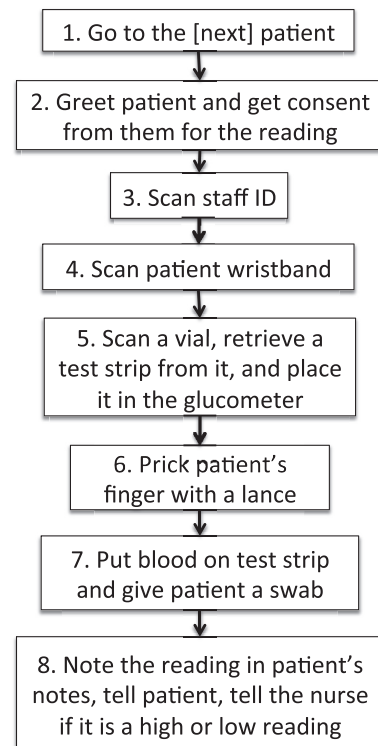 1. Go to the [next] patient
2. Greet patient and get consent
from them for the reading
3. Scan staff ID
4. Scan patient wristband
5. Scan a vial, retrieve a
test strip from it, and place
it in the glucometer
6. Prick patient's
finger with a lance
7. Put blood on test strip
and give patient a swab
8. Note the reading in patient's
notes, tell patient, tell the nurse
if it is a high or low reading